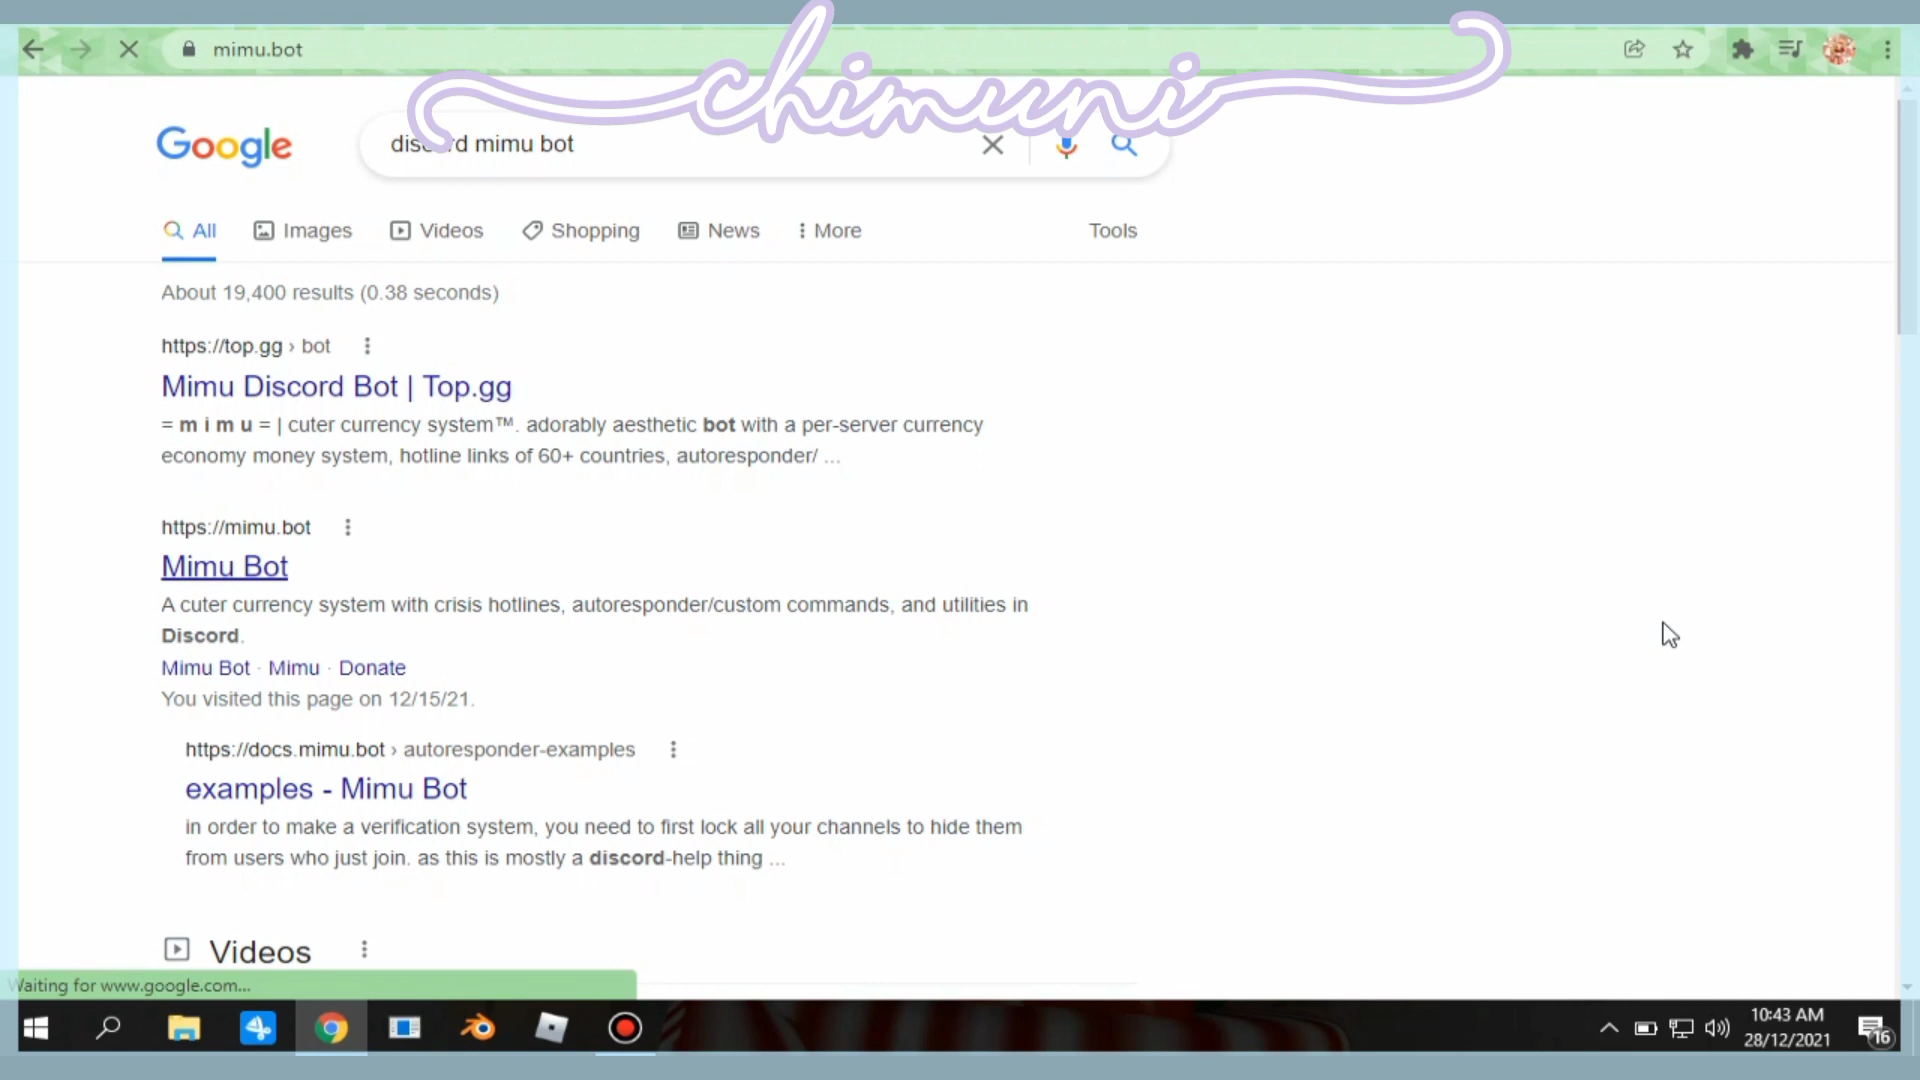 mimu.bot
chimuni
Google
discord mimu bot
All Images Videos Shopping News More Tools
About 19,400 results (0.38 seconds)
https://top.gg › bot
Mimu Discord Bot | Top.gg
= m i m u = | cuter currency system™. adorably aesthetic bot with a per-server currency
economy money system, hotline links of 60+ countries, autoresponder/ ...
https://mimu.bot
Mimu Bot
A cuter currency system with crisis hotlines, autoresponder/custom commands, and utilities in
Discord.
Mimu Bot · Mimu · Donate
You visited this page on 12/15/21.
https://docs.mimu.bot › autoresponder-examples
examples - Mimu Bot
in order to make a verification system, you need to first lock all your channels to hide them
from users who just join. as this is mostly a discord-help thing ...
Videos
Waiting for www.google.com...
10:43 AM
28/12/2021
16